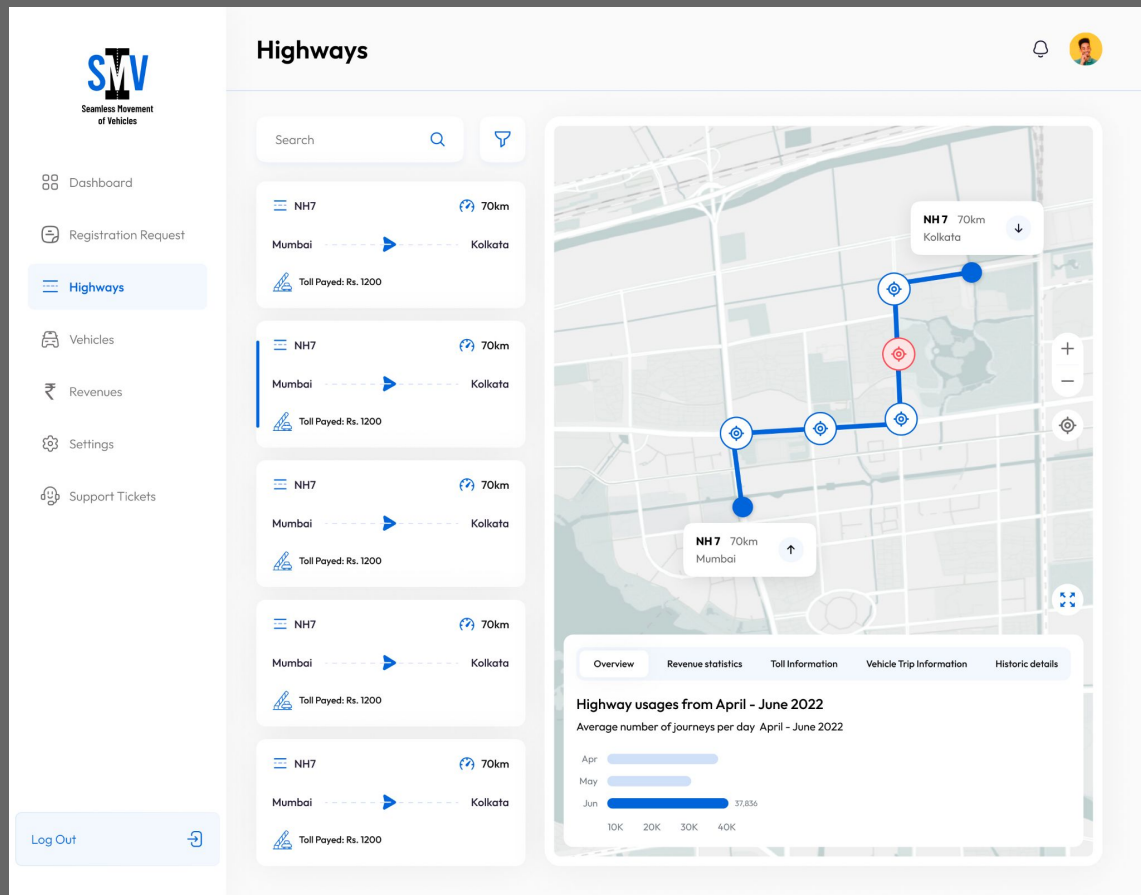 SMV
Seamless Movement
of Vehicles
Dashboard
Registration Request
Highways
Vehicles
Revenues
Settings
Support Tickets
Log Out
Highways
Search
NH7 70km
Mumbai Kolkata
Toll Payed: Rs. 1200
NH7 70km
Mumbai Kolkata
Toll Payed: Rs. 1200
NH7 70km
Mumbai Kolkata
Toll Payed: Rs. 1200
NH7 70km
Mumbai Kolkata
Toll Payed: Rs. 1200
NH7 70km
Mumbai Kolkata
Toll Payed: Rs. 1200
NH 7 70km
Kolkata
NH 7 70km
Mumbai
Overview Revenue statistics Toll Information Vehicle Trip Information Historic details
Highway usages from April - June 2022
Average number of journeys per day April - June 2022
Apr
May
Jun 37,836
10K 20K 30K 40K